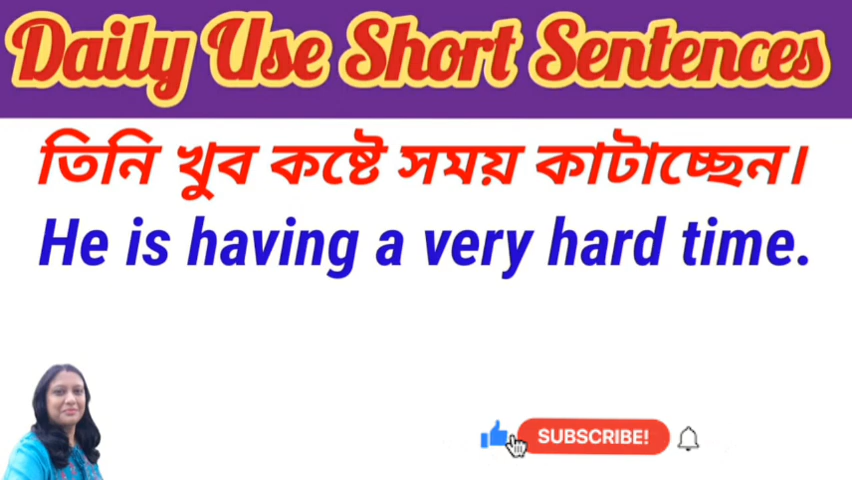 Daily Use Short Sentences
তিনি খুব কষ্টে সময় কাটাচ্ছেন।
He is having a very hard time.
SUBSCRIBE!